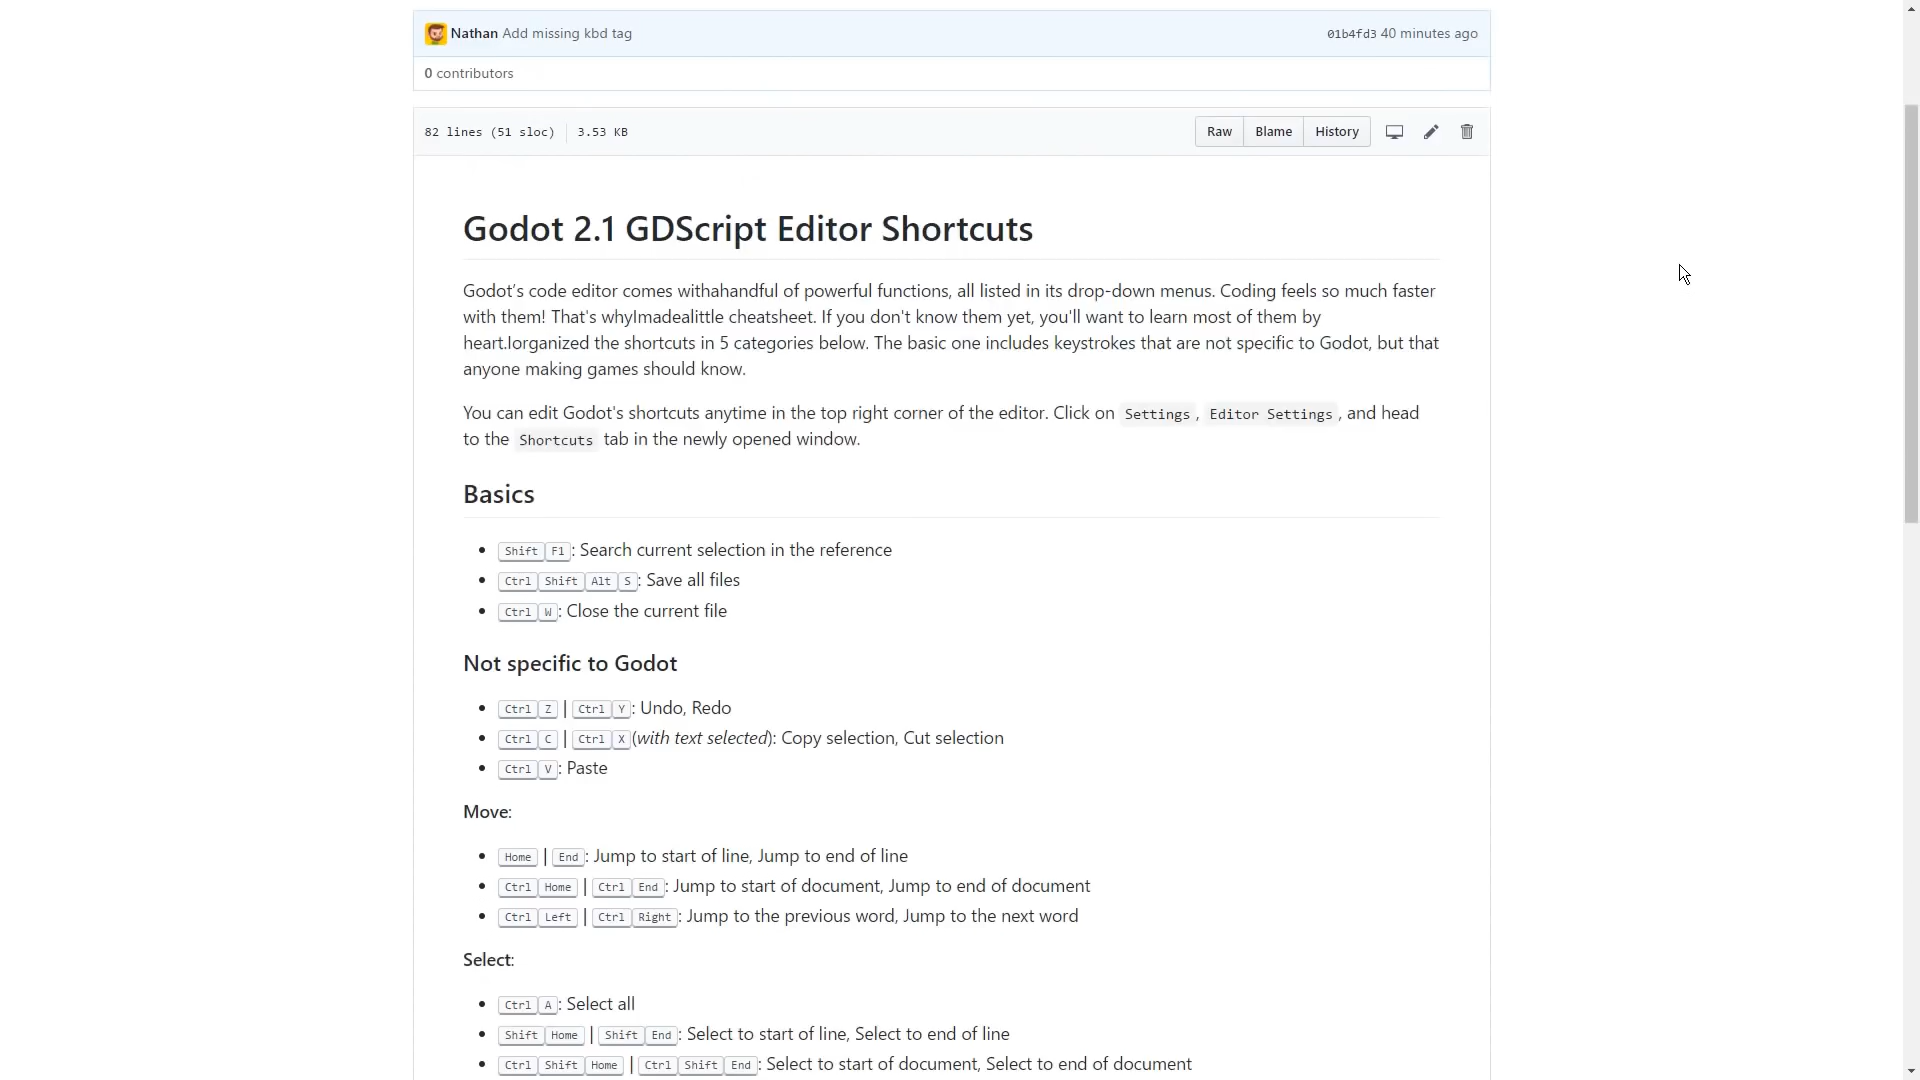 Nathan Add missing kbd tag 01b4fd3 40 minutes ago
0 contributors
82 lines (51 sloc) 3.53 KB Raw Blame History
Godot 2.1 GDScript Editor Shortcuts
Godot’s code editor comes withahandful of powerful functions, all listed in its drop-down menus. Coding feels so much faster
with them! That's whyImadealittle cheatsheet. If you don't know them yet, you'll want to learn most of them by
heart.Iorganized the shortcuts in 5 categories below. The basic one includes keystrokes that are not specific to Godot, but that
anyone making games should know.
You can edit Godot's shortcuts anytime in the top right corner of the editor. Click on Settings, Editor Settings, and head
to the Shortcuts tab in the newly opened window.
Basics
• Shift F1: Search current selection in the reference
• Ctrl Shift Alt S: Save all files
• Ctrl W: Close the current file
Not specific to Godot
• Ctrl Z | Ctrl Y: Undo, Redo
• Ctrl C | Ctrl X(with text selected): Copy selection, Cut selection
• Ctrl V: Paste
Move:
• Home | End: Jump to start of line, Jump to end of line
• Ctrl Home | Ctrl End: Jump to start of document, Jump to end of document
• Ctrl Left | Ctrl Right: Jump to the previous word, Jump to the next word
Select:
• Ctrl A: Select all
• Shift Home | Shift End: Select to start of line, Select to end of line
• Ctrl Shift Home | Ctrl Shift End: Select to start of document, Select to end of document